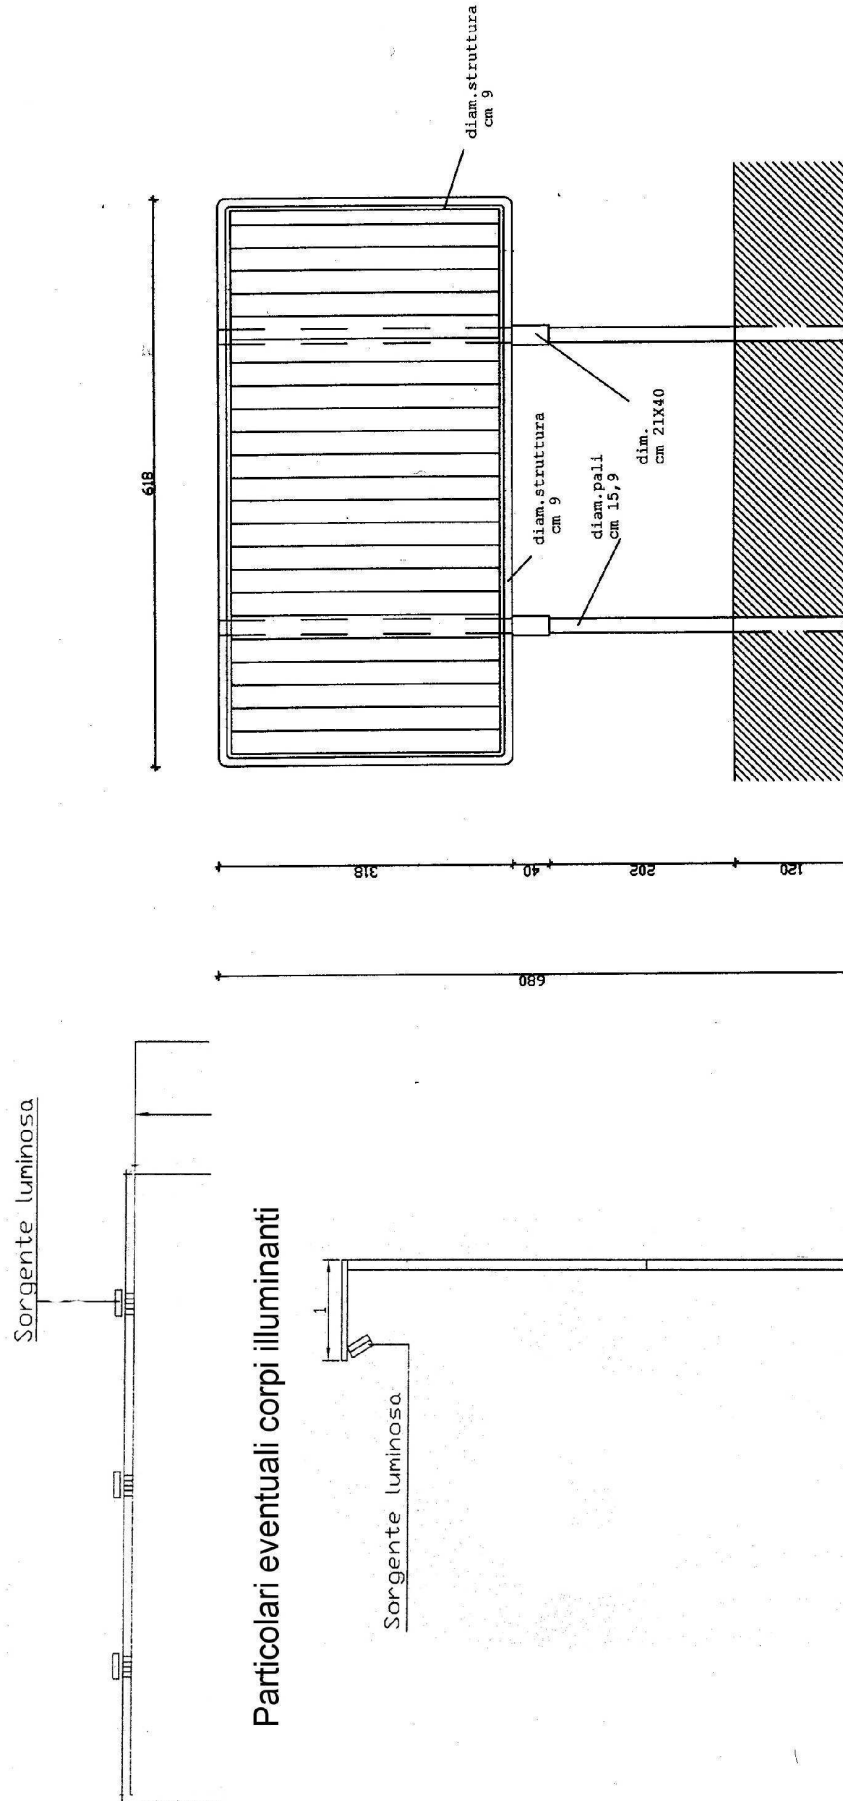 618
diam.struttura
cm 9
diam.struttura
cm 9
diam.pali
cm 15,9
dim.
cm 21X40
318
40
202
120
680
Sorgente luminosa
Particolari eventuali corpi illuminanti
1
Sorgente luminosa